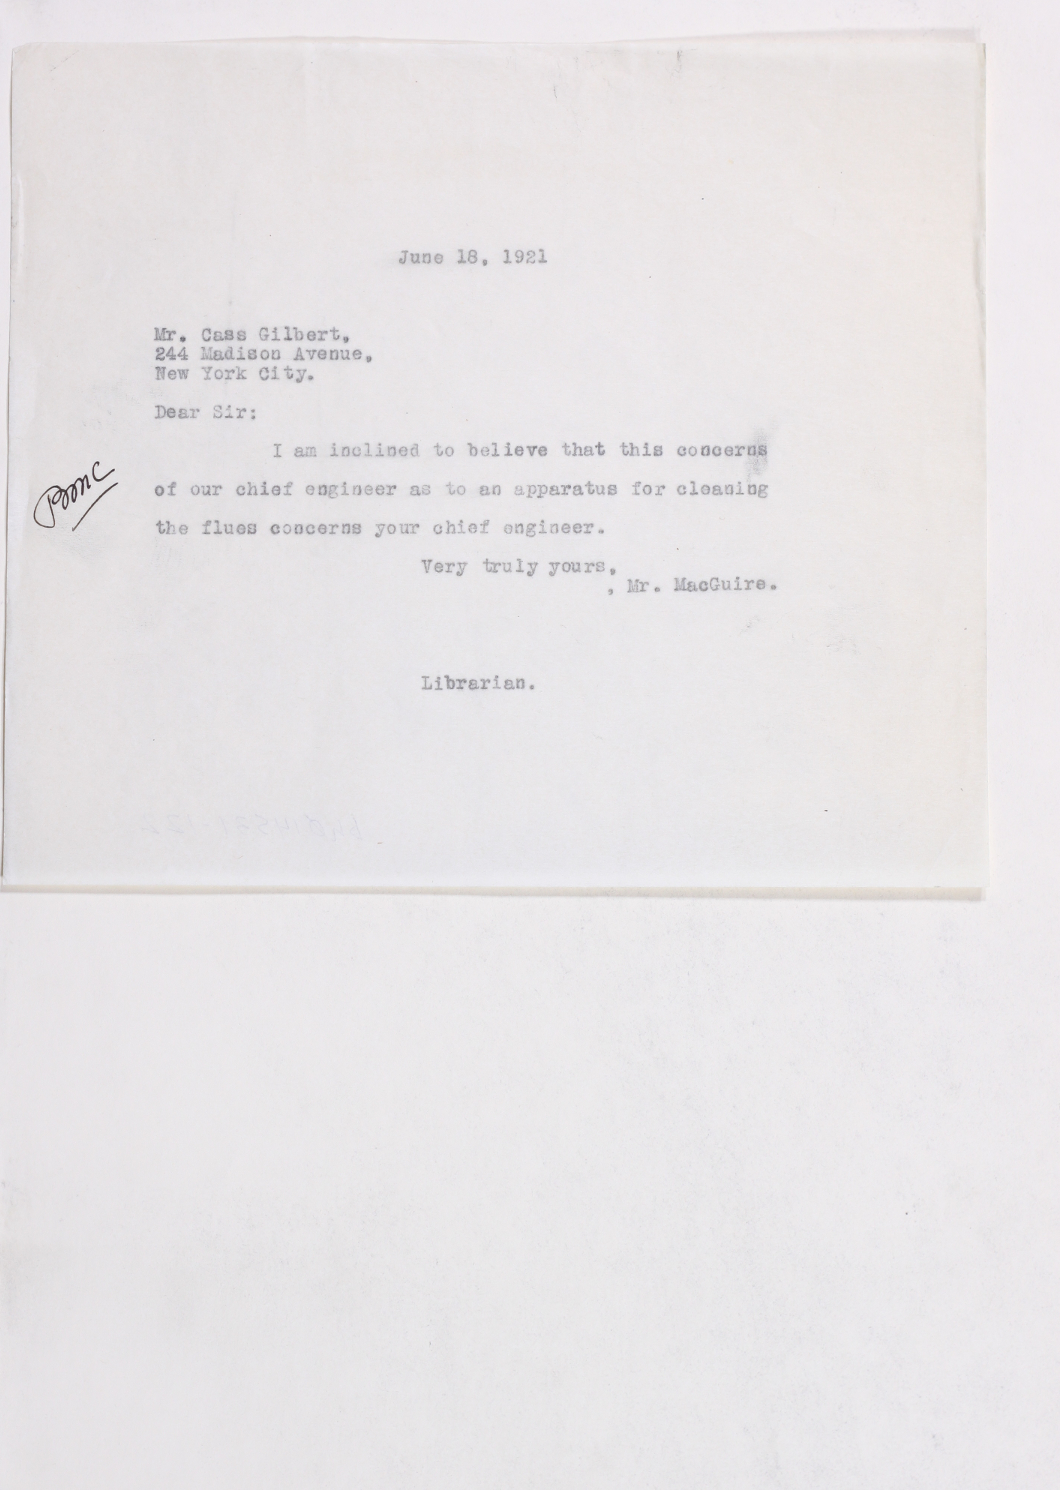 June 18, 1921
Mr. Cass Gilbert,
244 Madison Avenue,
New York City.
Dear Sir:
I am inclined to believe that this concerns
of our chief engineer as to an apparatus for cleaning
the flues concerns your chief engineer.
Very truly yours,
, Mr. MacGuire.
Librarian.